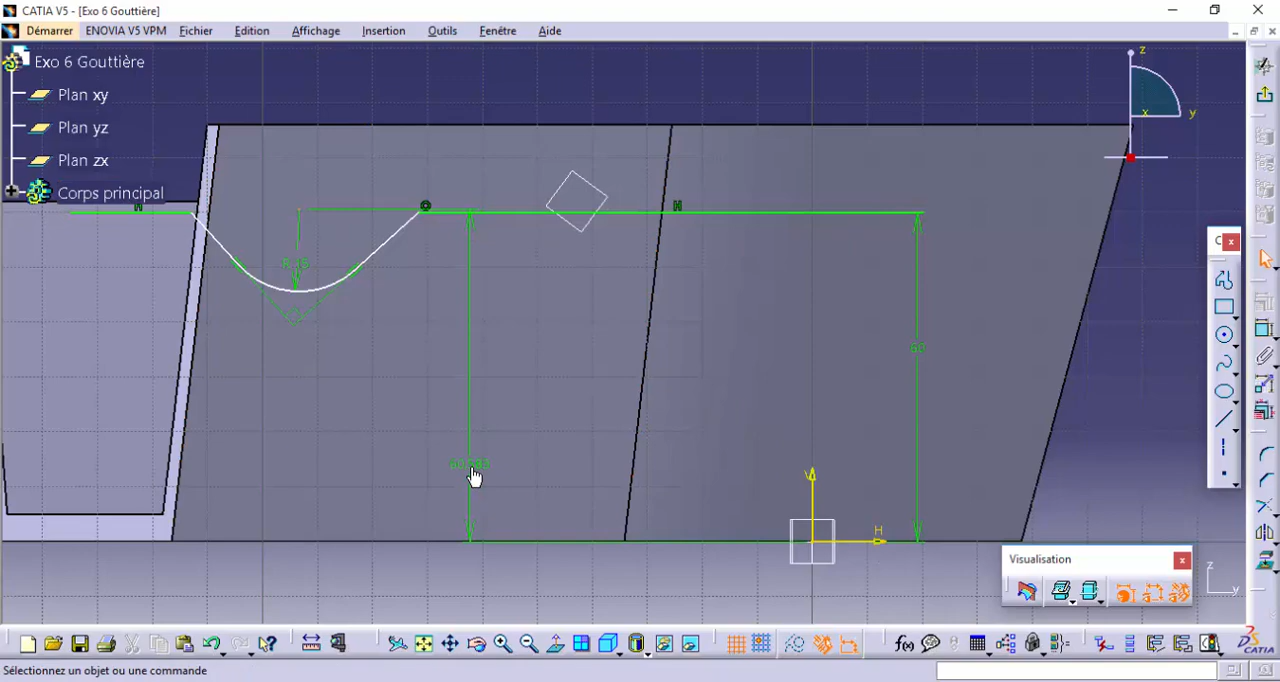 CATIA V5 - [Exo 6 Gouttière]
Démarrer ENOVIA V5 VPM Fichier Edition Affichage Insertion Outils Fenêtre Aide
Exo 6 Gouttière
Plan xy
Plan yz
Plan zx
Corps principal
z
x
y
H
H
60
V
H
C
x
Visualisation
x
z
y
f(x)
CATIA
Sélectionnez un objet ou une commande